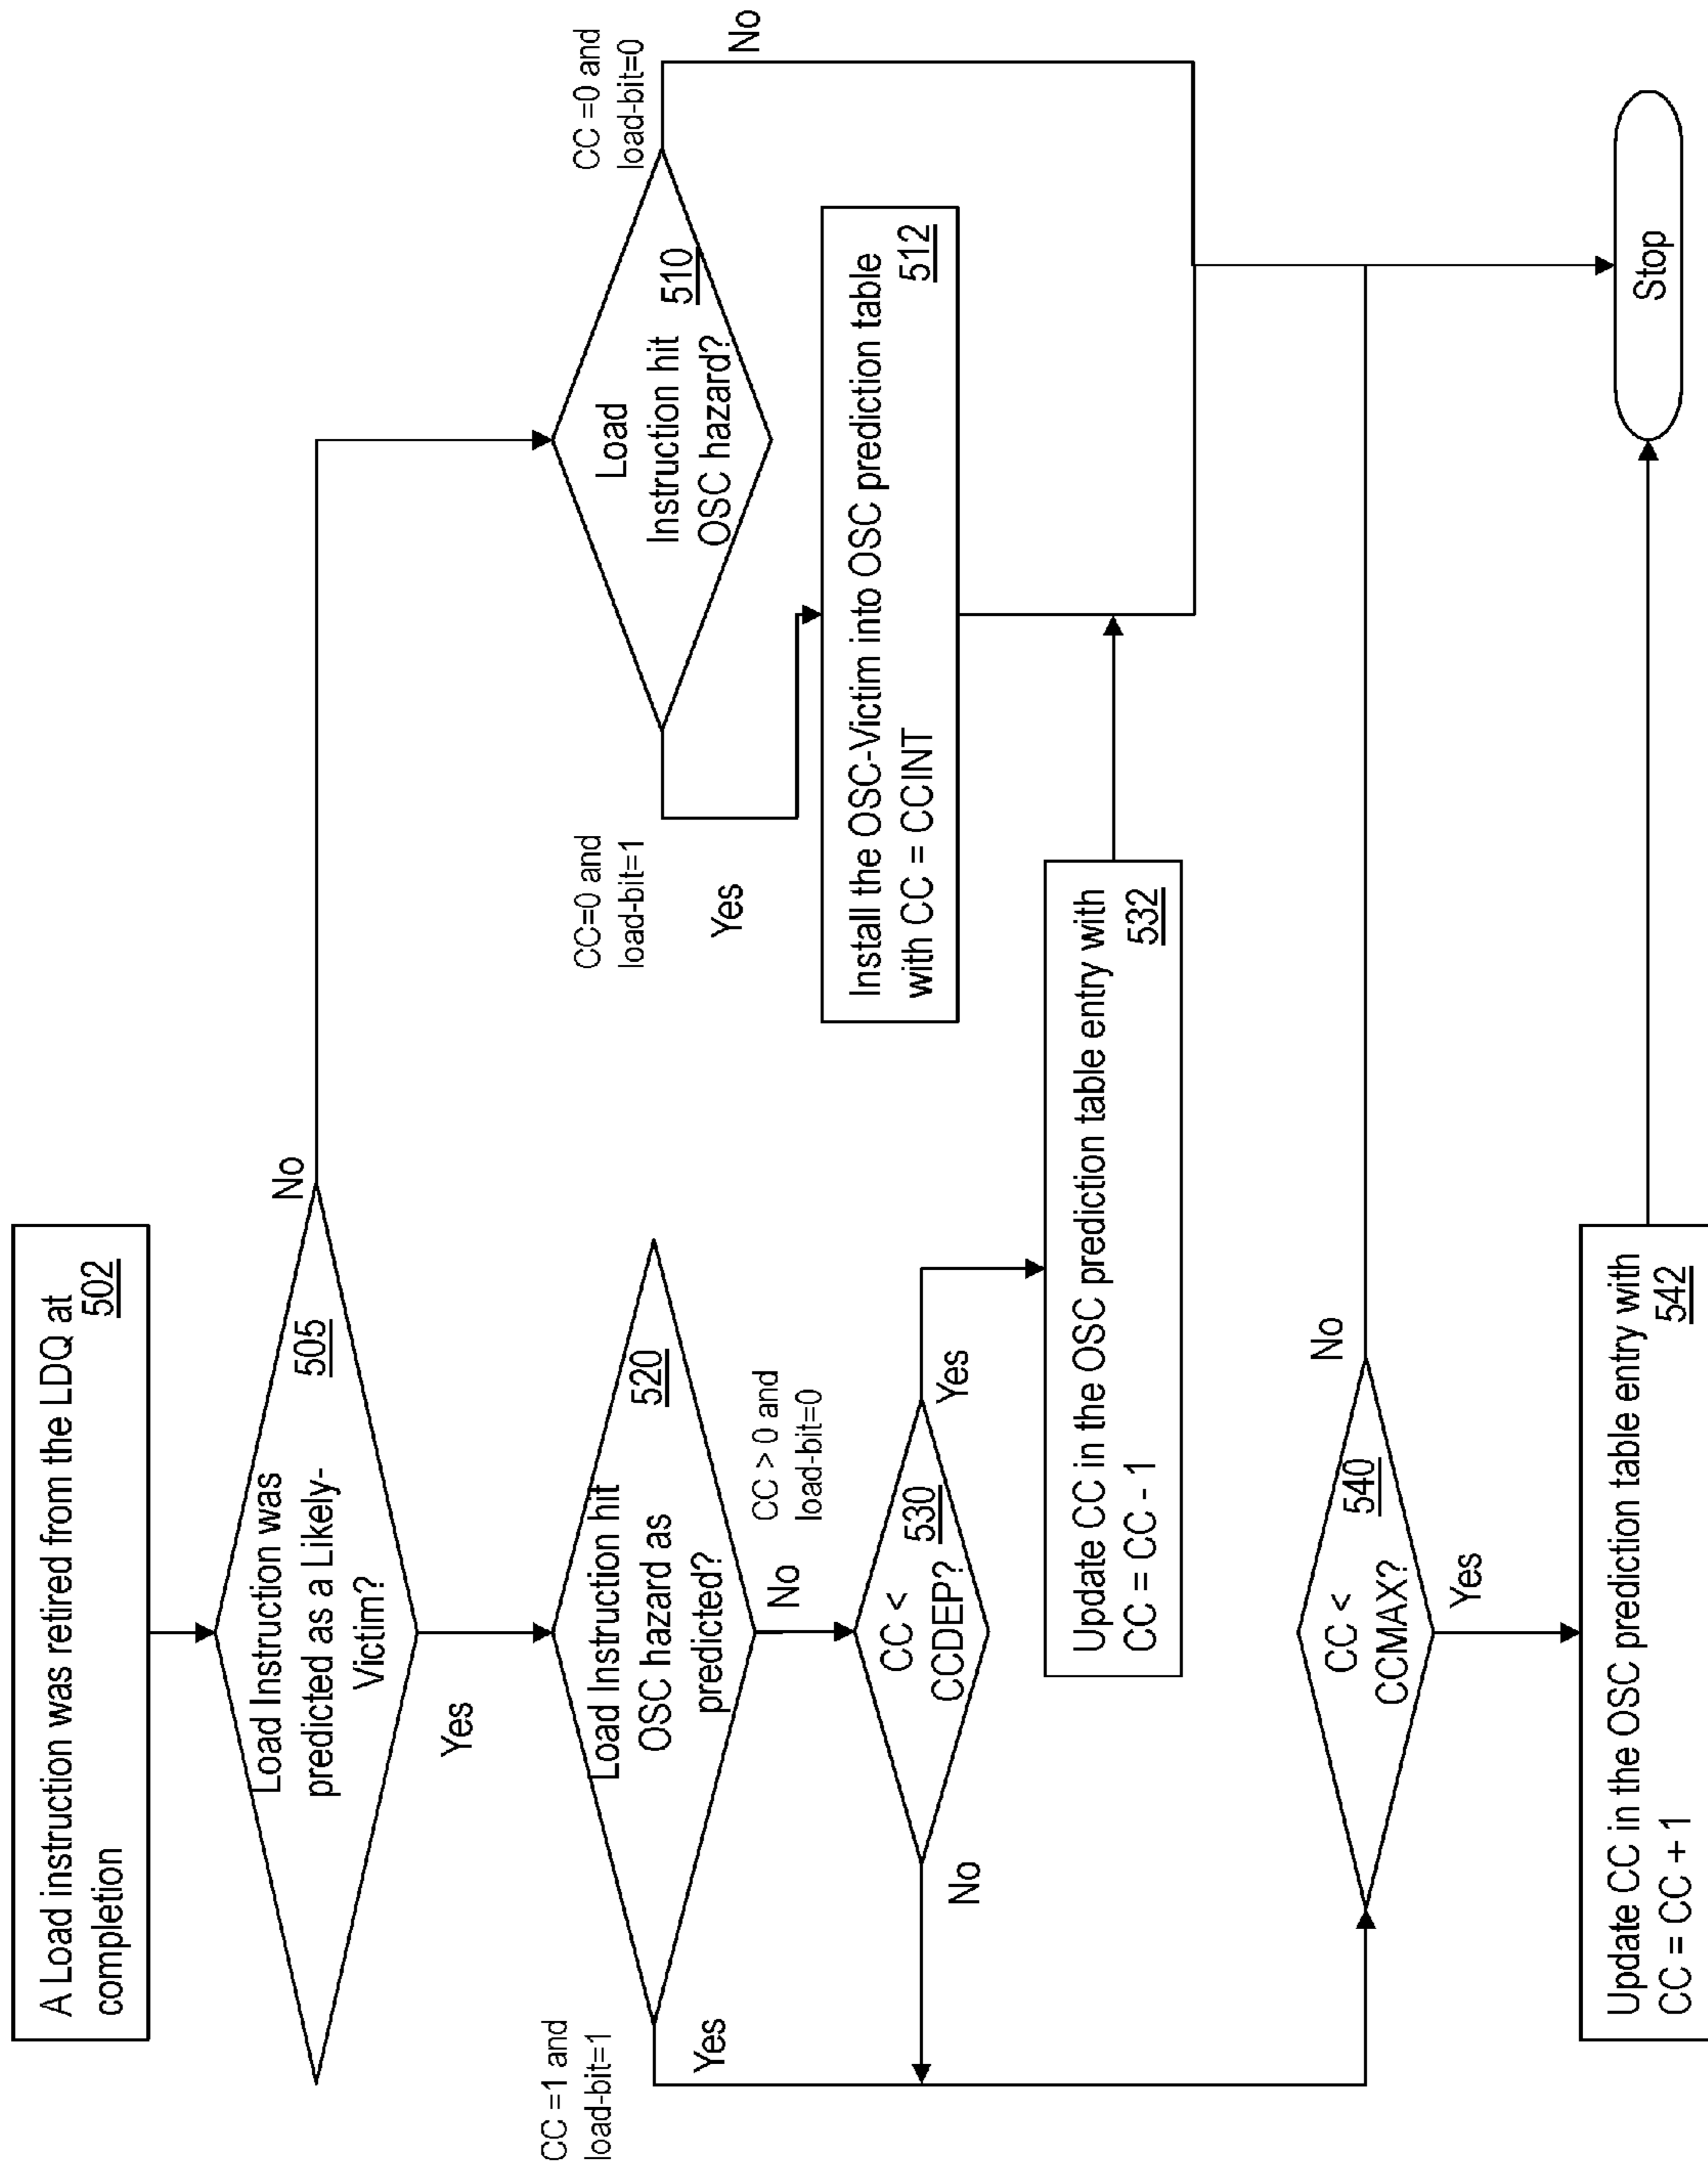 A Load instruction was retired from the LDQ at
completion
502
Load Instruction was
predicted as a Likely-
Victim?
505
No
Yes
Load Instruction hit
OSC hazard as
predicted?
520
CC =1 and
load-bit=1
Yes
No
CC > 0 and
load-bit=0
Load
Instruction hit
OSC hazard?
510
CC=0 and
load-bit=1
Yes
CC =0 and
load-bit=0
No
Install the OSC-Victim into OSC prediction table
with CC = CCINT
512
CC <
CCDEP?
530
No
Yes
Update CC in the OSC prediction table entry with
CC = CC - 1
532
CC <
CCMAX?
540
No
Yes
Update CC in the OSC prediction table entry with
CC = CC + 1
542
Stop